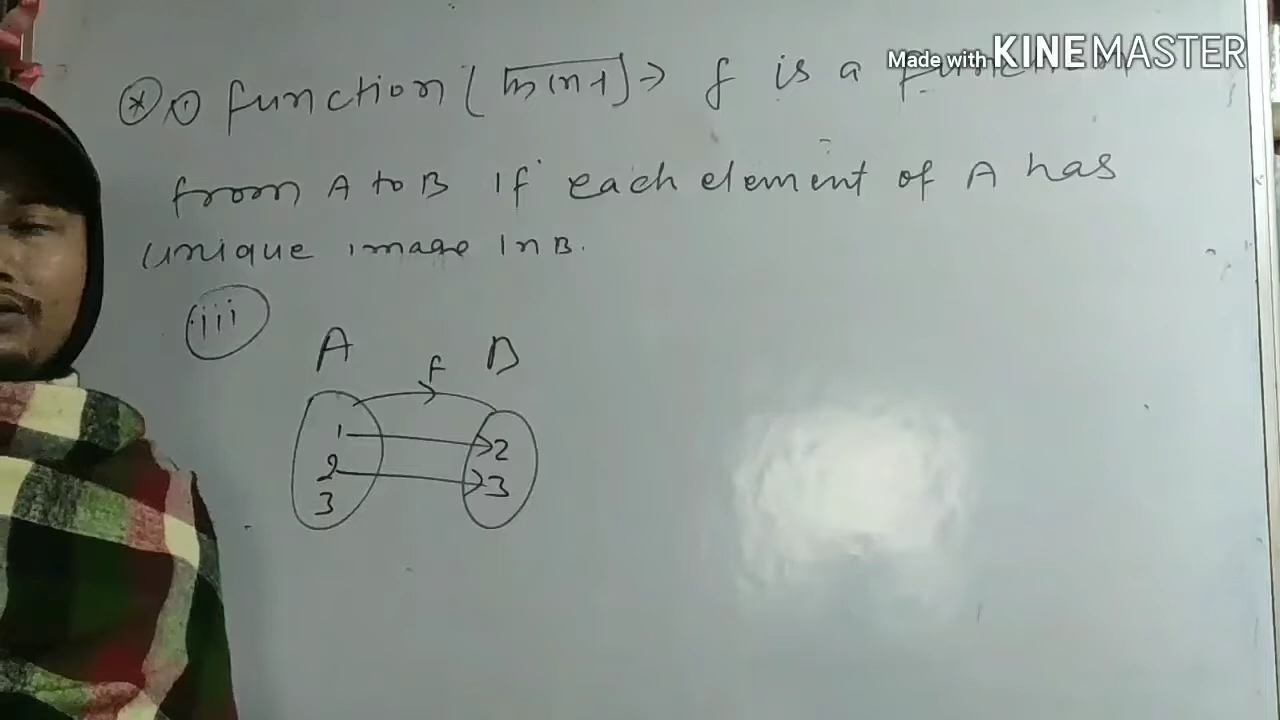 Made with KINEMASTER
* ① function ( ) → f is a function
from A to B If each element of A has
unique image In B.
iii
A f B
1 2
2 3
3